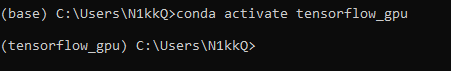 (base) C:\Users\N1kkQ>conda activate tensorflow_gpu
(tensorflow_gpu) C:\Users\N1kkQ>